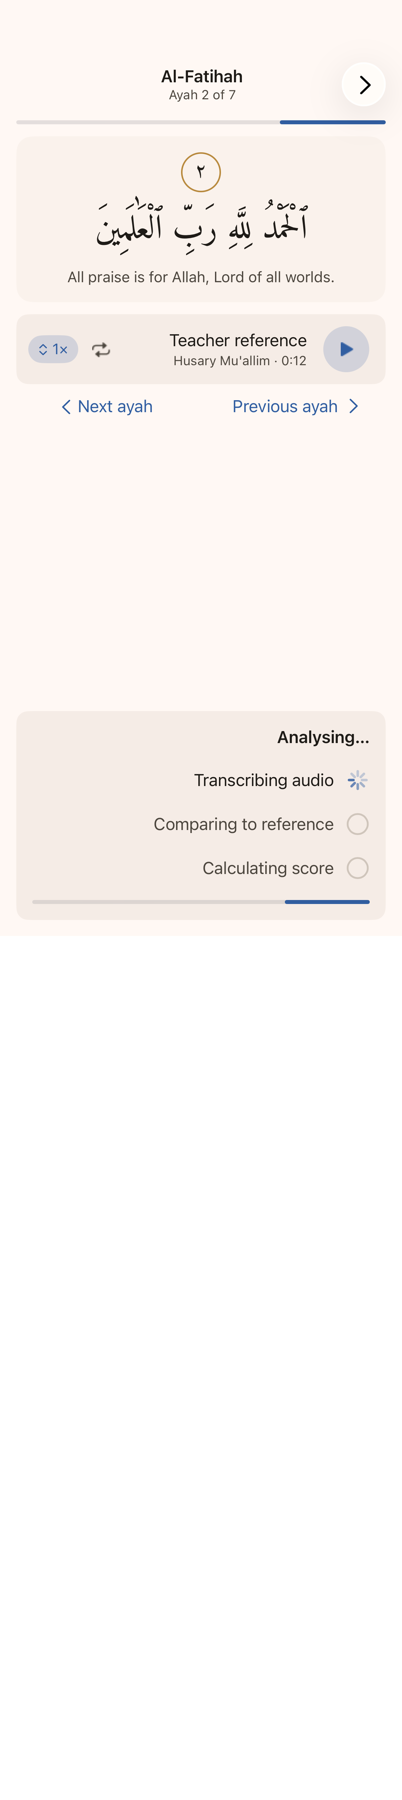 Al-Fatihah
Ayah 2 of 7
٢
ٱلْحَمْدُ لِلَّهِ رَبِّ ٱلْعَٰلَمِينَ
All praise is for Allah, Lord of all worlds.
Teacher reference
Husary Mu'allim · 0:12
1×
Previous ayah
Next ayah
Analysing...
Transcribing audio
Comparing to reference
Calculating score